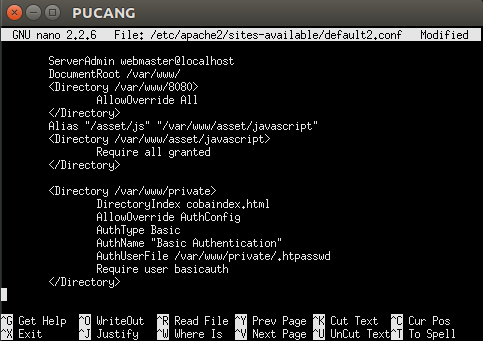 PUCANG
GNU nano 2.2.6 File: /etc/apache2/sites-available/default2.conf Modified
ServerAdmin webmaster@localhost
DocumentRoot /var/www/
<Directory /var/www/8080>
AllowOverride All
</Directory>
Alias "/asset/js" "/var/www/asset/javascript"
<Directory /var/www/asset/javascript>
Require all granted
</Directory>
<Directory /var/www/private>
DirectoryIndex cobaindex.html
AllowOverride AuthConfig
AuthType Basic
AuthName "Basic Authentication"
AuthUserFile /var/www/private/.htpasswd
Require user basicauth
</Directory>
^G Get Help ^O WriteOut ^R Read File ^Y Prev Page ^K Cut Text ^C Cur Pos
^X Exit ^J Justify ^W Where Is ^V Next Page ^U UnCut Text ^T To Spell